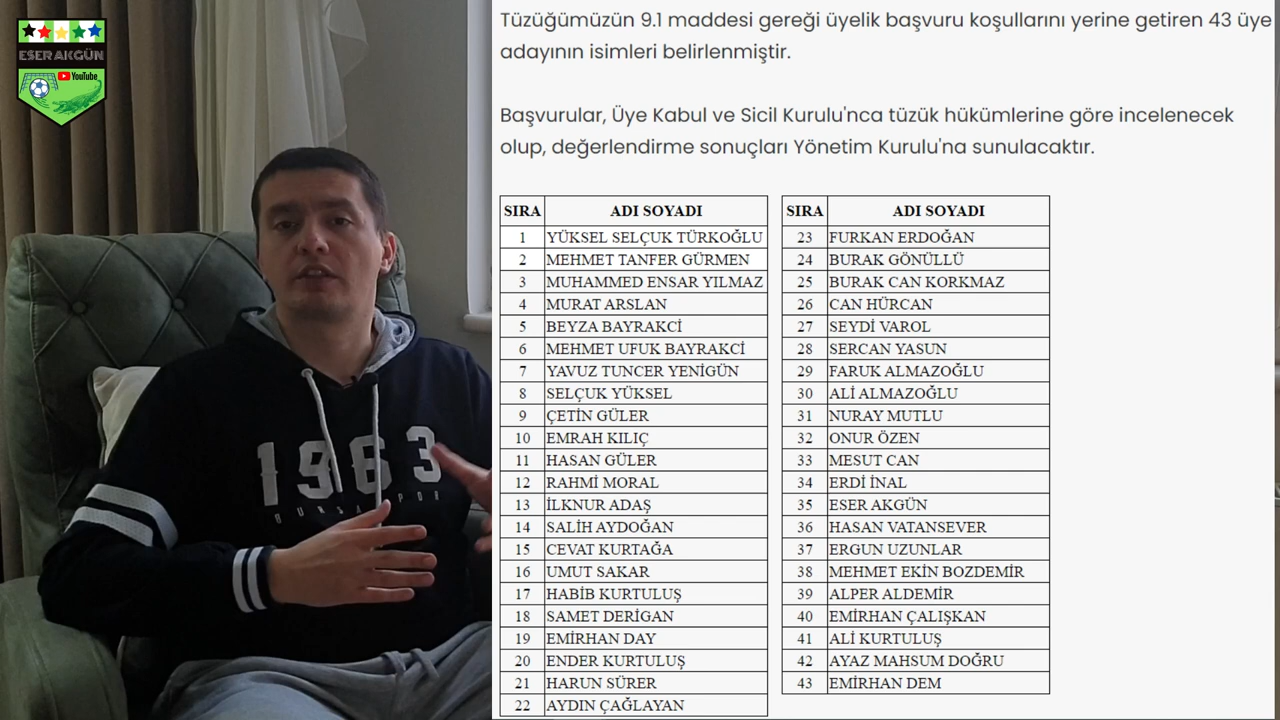 ESER AKGÜN
YouTube
1963
BURSASPOR
Tüzüğümüzün 9.1 maddesi gereği üyelik başvuru koşullarını yerine getiren 43 üye
adayının isimleri belirlenmiştir.
Başvurular, Üye Kabul ve Sicil Kurulu'nca tüzük hükümlerine göre incelenecek
olup, değerlendirme sonuçları Yönetim Kurulu'na sunulacaktır.
SIRA ADI SOYADI
1 YÜKSEL SELÇUK TÜRKOĞLU
2 MEHMET TANFER GÜRMEN
3 MUHAMMED ENSAR YILMAZ
4 MURAT ARSLAN
5 BEYZA BAYRAKCİ
6 MEHMET UFUK BAYRAKCİ
7 YAVUZ TUNCER YENİGÜN
8 SELÇUK YÜKSEL
9 ÇETİN GÜLER
10 EMRAH KILIÇ
11 HASAN GÜLER
12 RAHMİ MORAL
13 İLKNUR ADAŞ
14 SALİH AYDOĞAN
15 CEVAT KURTAĞA
16 UMUT SAKAR
17 HABİB KURTULUŞ
18 SAMET DERİGAN
19 EMİRHAN DAY
20 ENDER KURTULUŞ
21 HARUN SÜRER
22 AYDIN ÇAĞLAYAN
SIRA ADI SOYADI
23 FURKAN ERDOĞAN
24 BURAK GÖNÜLLÜ
25 BURAK CAN KORKMAZ
26 CAN HÜRCAN
27 SEYDİ VAROL
28 SERCAN YASUN
29 FARUK ALMAZOĞLU
30 ALİ ALMAZOĞLU
31 NURAY MUTLU
32 ONUR ÖZEN
33 MESUT CAN
34 ERDİ İNAL
35 ESER AKGÜN
36 HASAN VATANSEVER
37 ERGUN UZUNLAR
38 MEHMET EKİN BOZDEMİR
39 ALPER ALDEMİR
40 EMİRHAN ÇALIŞKAN
41 ALİ KURTULUŞ
42 AYAZ MAHSUM DOĞRU
43 EMİRHAN DEM